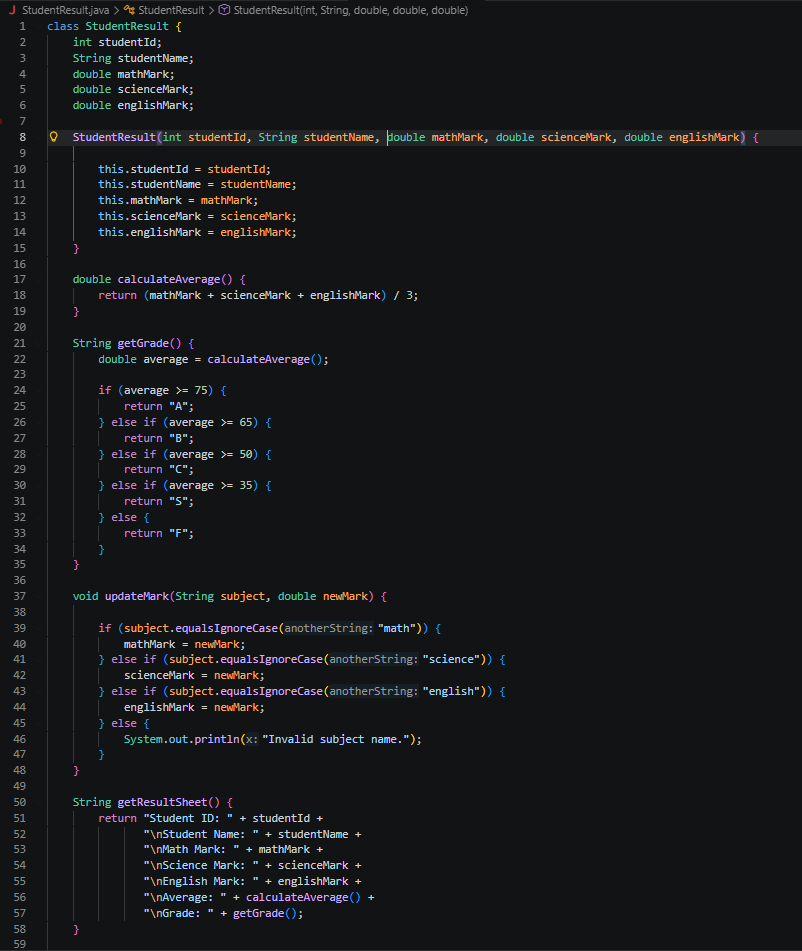 StudentResult.java > StudentResult > StudentResult(int, String, double, double, double)
1 class StudentResult {
2 int studentId;
3 String studentName;
4 double mathMark;
5 double scienceMark;
6 double englishMark;
7
8 StudentResult(int studentId, String studentName, double mathMark, double scienceMark, double englishMark) {
9
10 this.studentId = studentId;
11 this.studentName = studentName;
12 this.mathMark = mathMark;
13 this.scienceMark = scienceMark;
14 this.englishMark = englishMark;
15 }
16
17 double calculateAverage() {
18 return (mathMark + scienceMark + englishMark) / 3;
19 }
20
21 String getGrade() {
22 double average = calculateAverage();
23
24 if (average >= 75) {
25 return "A";
26 } else if (average >= 65) {
27 return "B";
28 } else if (average >= 50) {
29 return "C";
30 } else if (average >= 35) {
31 return "S";
32 } else {
33 return "F";
34 }
35 }
36
37 void updateMark(String subject, double newMark) {
38
39 if (subject.equalsIgnoreCase(anotherString: "math")) {
40 mathMark = newMark;
41 } else if (subject.equalsIgnoreCase(anotherString: "science")) {
42 scienceMark = newMark;
43 } else if (subject.equalsIgnoreCase(anotherString: "english")) {
44 englishMark = newMark;
45 } else {
46 System.out.println(x: "Invalid subject name.");
47 }
48 }
49
50 String getResultSheet() {
51 return "Student ID: " + studentId +
52 "\nStudent Name: " + studentName +
53 "\nMath Mark: " + mathMark +
54 "\nScience Mark: " + scienceMark +
55 "\nEnglish Mark: " + englishMark +
56 "\nAverage: " + calculateAverage() +
57 "\nGrade: " + getGrade();
58 }
59